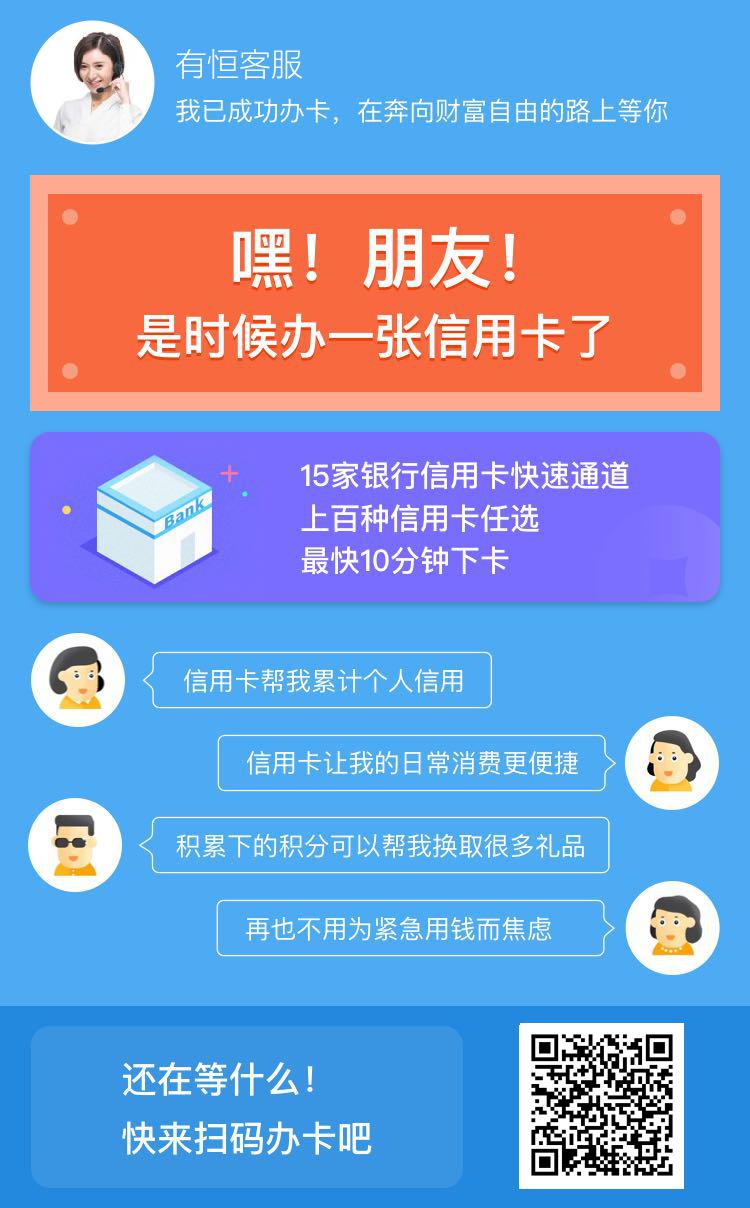 有恒客服
我已成功办卡，在奔向财富自由的路上等你
嘿！朋友！
是时候办一张信用卡了
Bank
15家银行信用卡快速通道
上百种信用卡任选
最快10分钟下卡
信用卡帮我累计个人信用
信用卡让我的日常消费更便捷
积累下的积分可以帮我换取很多礼品
再也不用为紧急用钱而焦虑
还在等什么！
快来扫码办卡吧